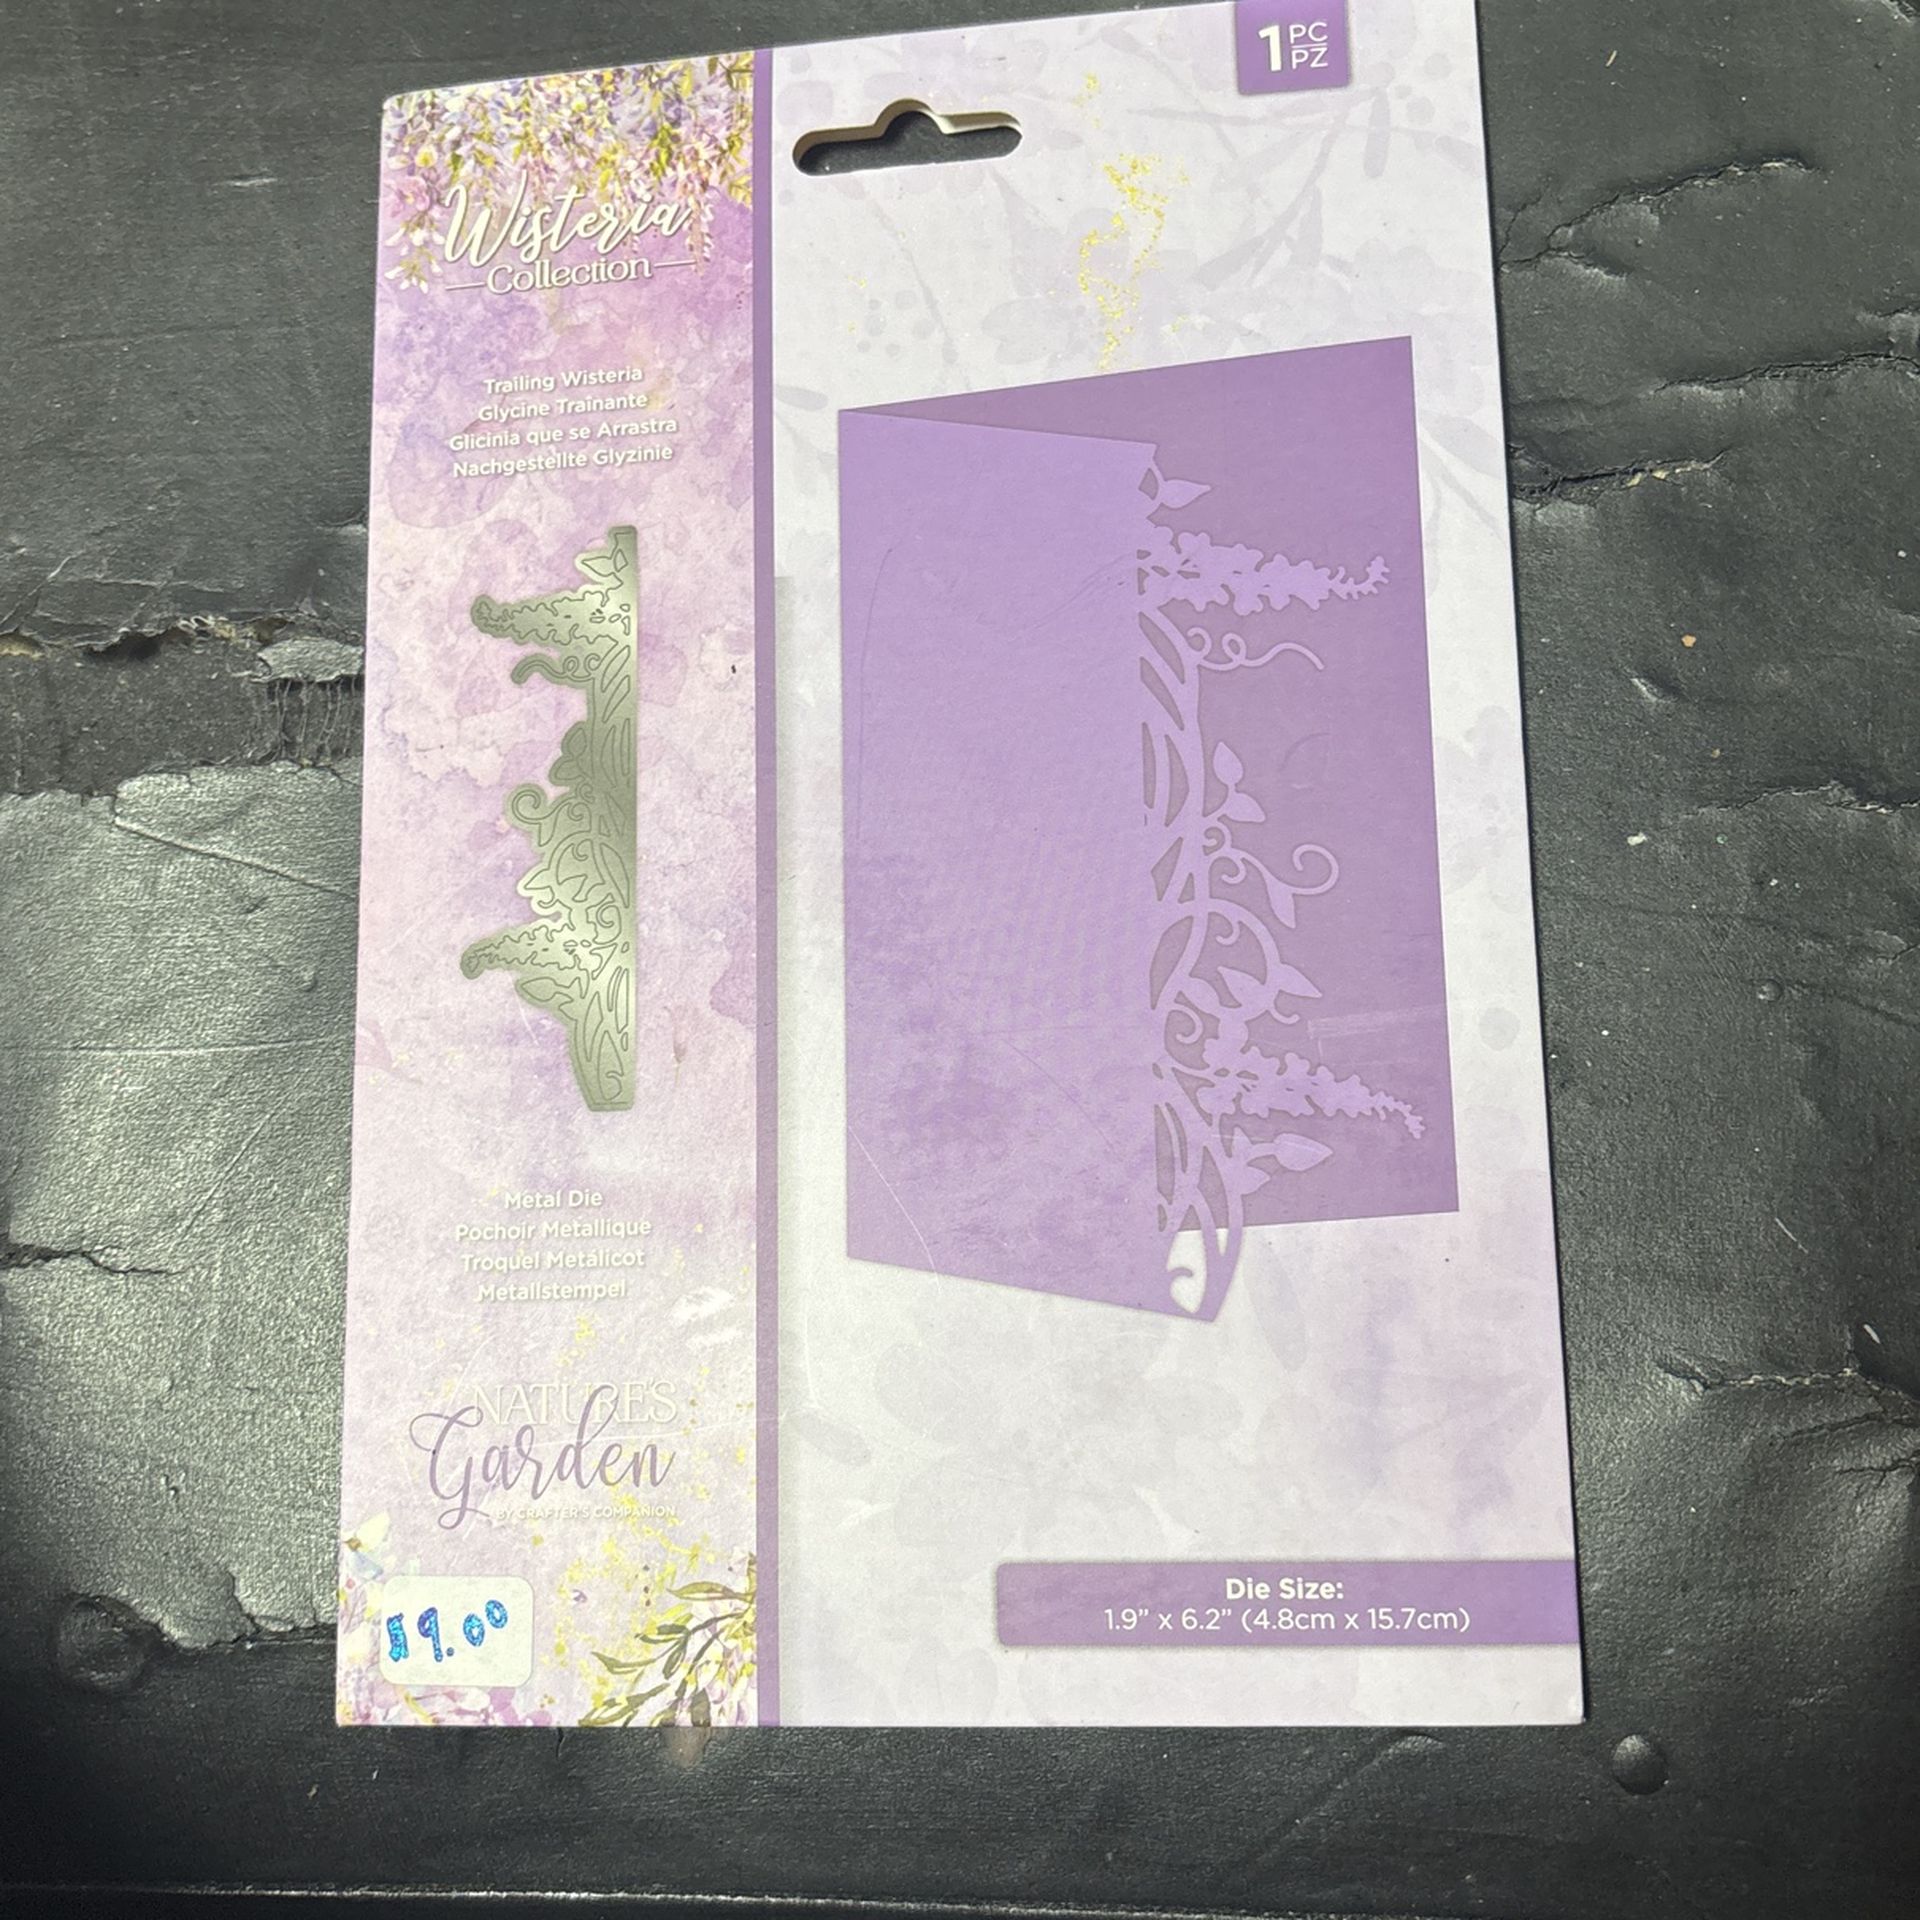 1 PC
PZ
Wisteria
Collection
Trailing Wisteria
Glycine Traînante
Glicinia que se Arrastra
Nachgestellte Glyzinie
Metal Die
Pochoir Metallique
Troquel Metálicot
Metallstempel
NATURE'S
Garden
BY CRAFTER'S COMPANION
$9.00
Die Size:
1.9” x 6.2” (4.8cm x 15.7cm)